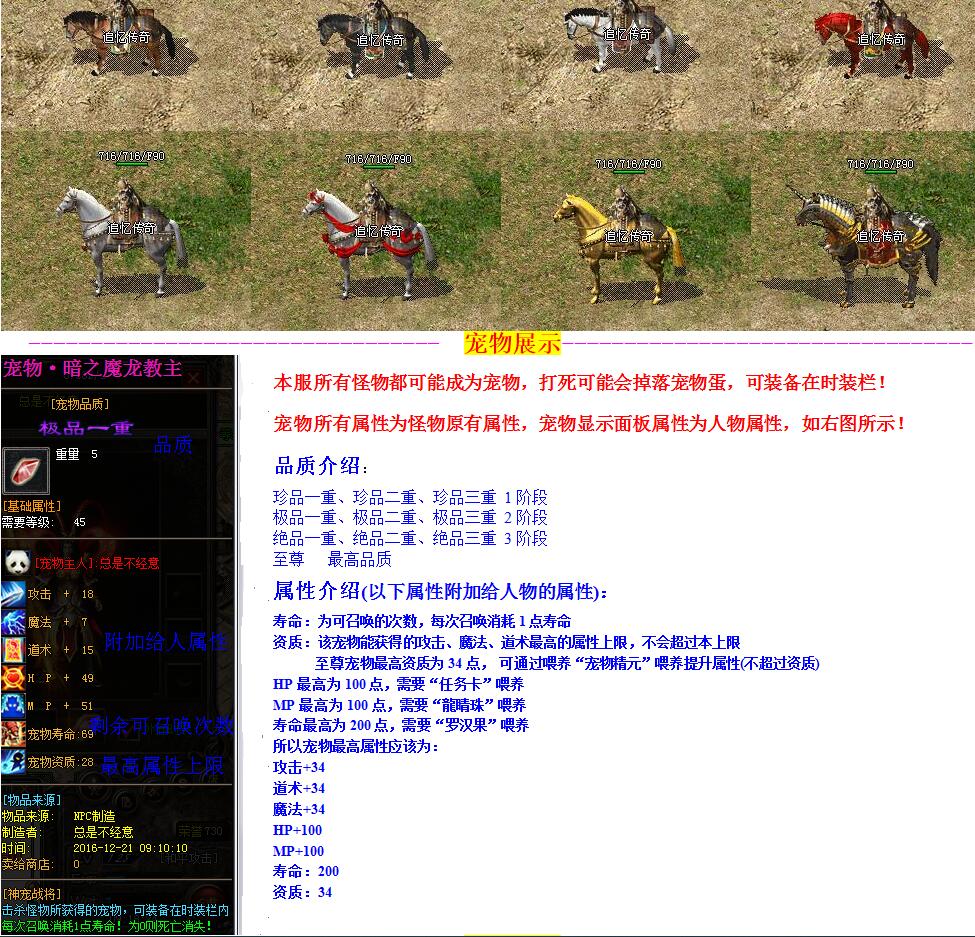 追忆传奇 追忆传奇 追忆传奇 追忆传奇
716/716/F90 716/716/F90 716/716/F90 716/716/F90
追忆传奇 追忆传奇 追忆传奇 追忆传奇
宠物展示
宠物·暗之魔龙教主
[宠物品质]
极品一重
品质
重量 5
[基础属性]
需要等级: 45
[宠物主人]:总是不经意
攻击 + 18
魔法 + 7
附加给人属性
道术 + 15
HP + 49
MP + 51
剩余可召唤次数
宠物寿命:69
宠物资质:28
最高属性上限
[物品来源]
物品来源: NPC制造
制造者: 总是不经意
荣誉730
时间: 2016-12-21 09:10:10
[和平攻击]
卖给商店: 0
[神宠战将]
击杀怪物所获得的宠物，可装备在时装栏内
每次召唤消耗1点寿命！为0则死亡消失！
本服所有怪物都可能成为宠物，打死可能会掉落宠物蛋，可装备在时装栏！
宠物所有属性为怪物原有属性，宠物显示面板属性为人物属性，如右图所示！
品质介绍：
珍品一重、珍品二重、珍品三重 1 阶段
极品一重、极品二重、极品三重 2 阶段
绝品一重、绝品二重、绝品三重 3 阶段
至尊 最高品质
属性介绍(以下属性附加给人物的属性)：
寿命：为可召唤的次数，每次召唤消耗 1 点寿命
资质：该宠物能获得的攻击、魔法、道术最高的属性上限，不会超过本上限
至尊宠物最高资质为 34 点， 可通过喂养“宠物精元”喂养提升属性(不超过资质)
HP 最高为 100 点，需要“任务卡”喂养
MP 最高为 100 点，需要“龍晴珠”喂养
寿命最高为 200 点，需要“罗汉果”喂养
所以宠物最高属性应该为：
攻击+34
道术+34
魔法+34
HP+100
MP+100
寿命：200
资质：34